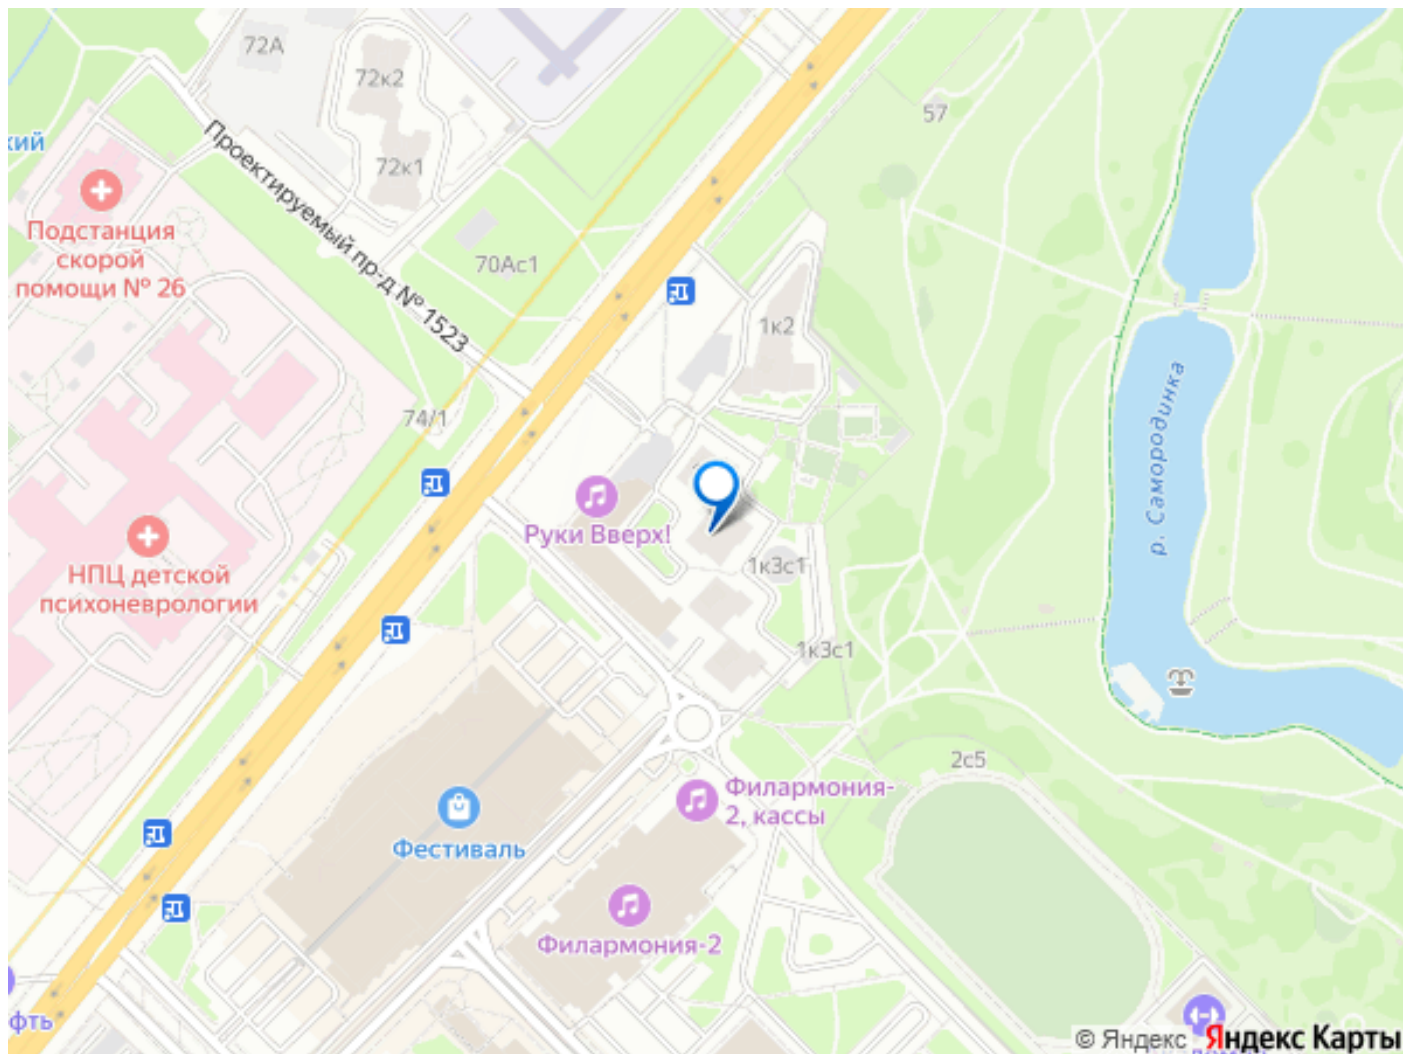 72А
72к2
72к1
57
Проектируемый пр-д № 1523
кий
Подстанция
скорой
помощи № 26
70Ас1
1к2
р. Самородинка
74/1
Руки Вверх!
НПЦ детской
психоневрологии
1к3с1
1к3с1
2с5
Филармония-
2, кассы
Фестиваль
Филармония-2
фть
© Яндекс Яндекс Карты